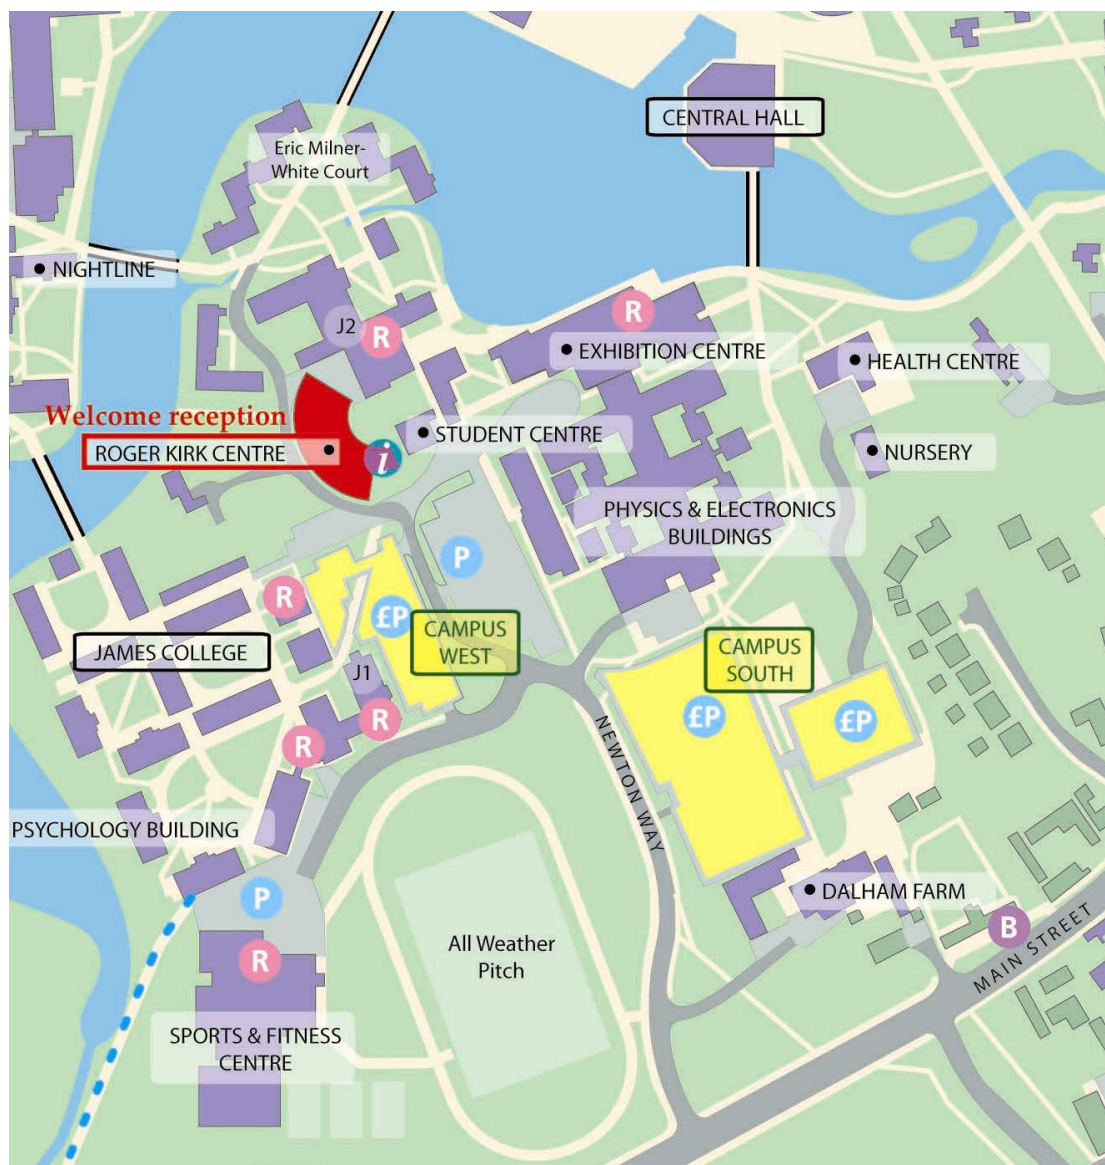 CENTRAL HALL
Eric Milner-
White Court
NIGHTLINE
J2
R
R
EXHIBITION CENTRE
HEALTH CENTRE
Welcome reception
ROGER KIRK CENTRE
i
STUDENT CENTRE
NURSERY
PHYSICS & ELECTRONICS
BUILDINGS
P
R
£P
CAMPUS
WEST
JAMES COLLEGE
J1
CAMPUS
SOUTH
£P
£P
R
R
NEWTON WAY
PSYCHOLOGY BUILDING
P
DALHAM FARM
B
MAIN STREET
All Weather
Pitch
R
SPORTS & FITNESS
CENTRE